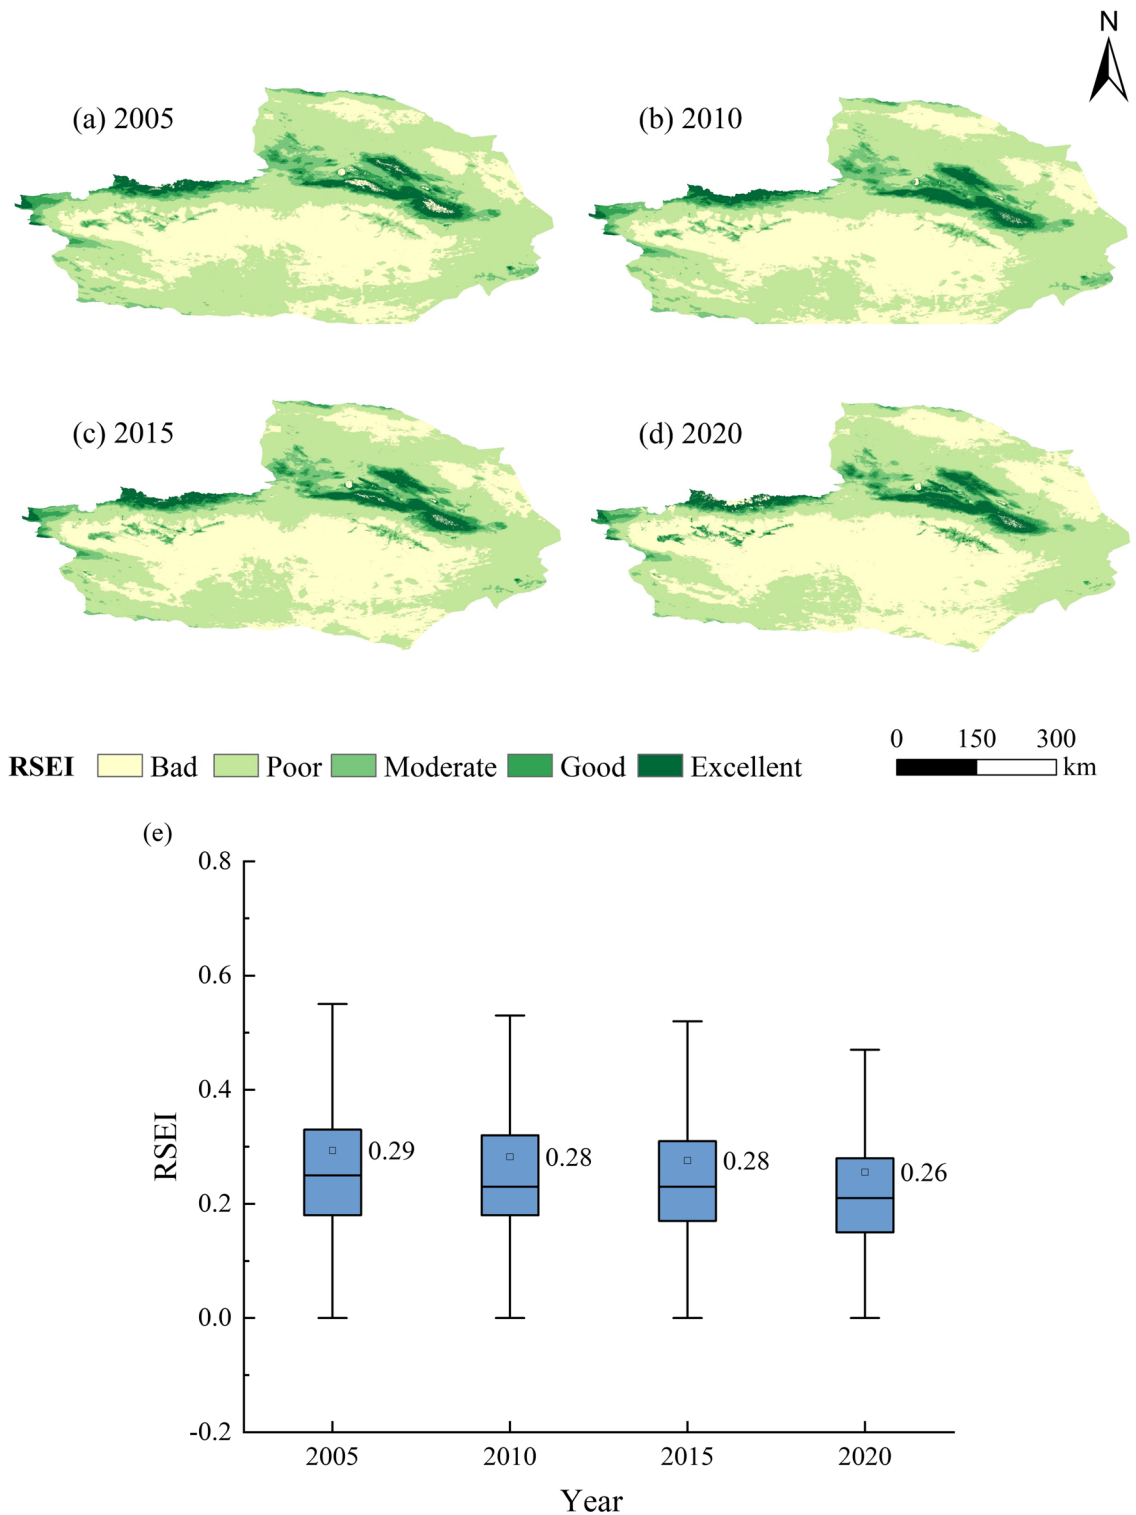 N
(a) 2005
(b) 2010
(c) 2015
(d) 2020
RSEI Bad Poor Moderate Good Excellent
0 150 300
km
(e)
0.8
0.6
0.4
0.2
0.0
-0.2
RSEI
0.29
0.28
0.28
0.26
2005 2010 2015 2020
Year